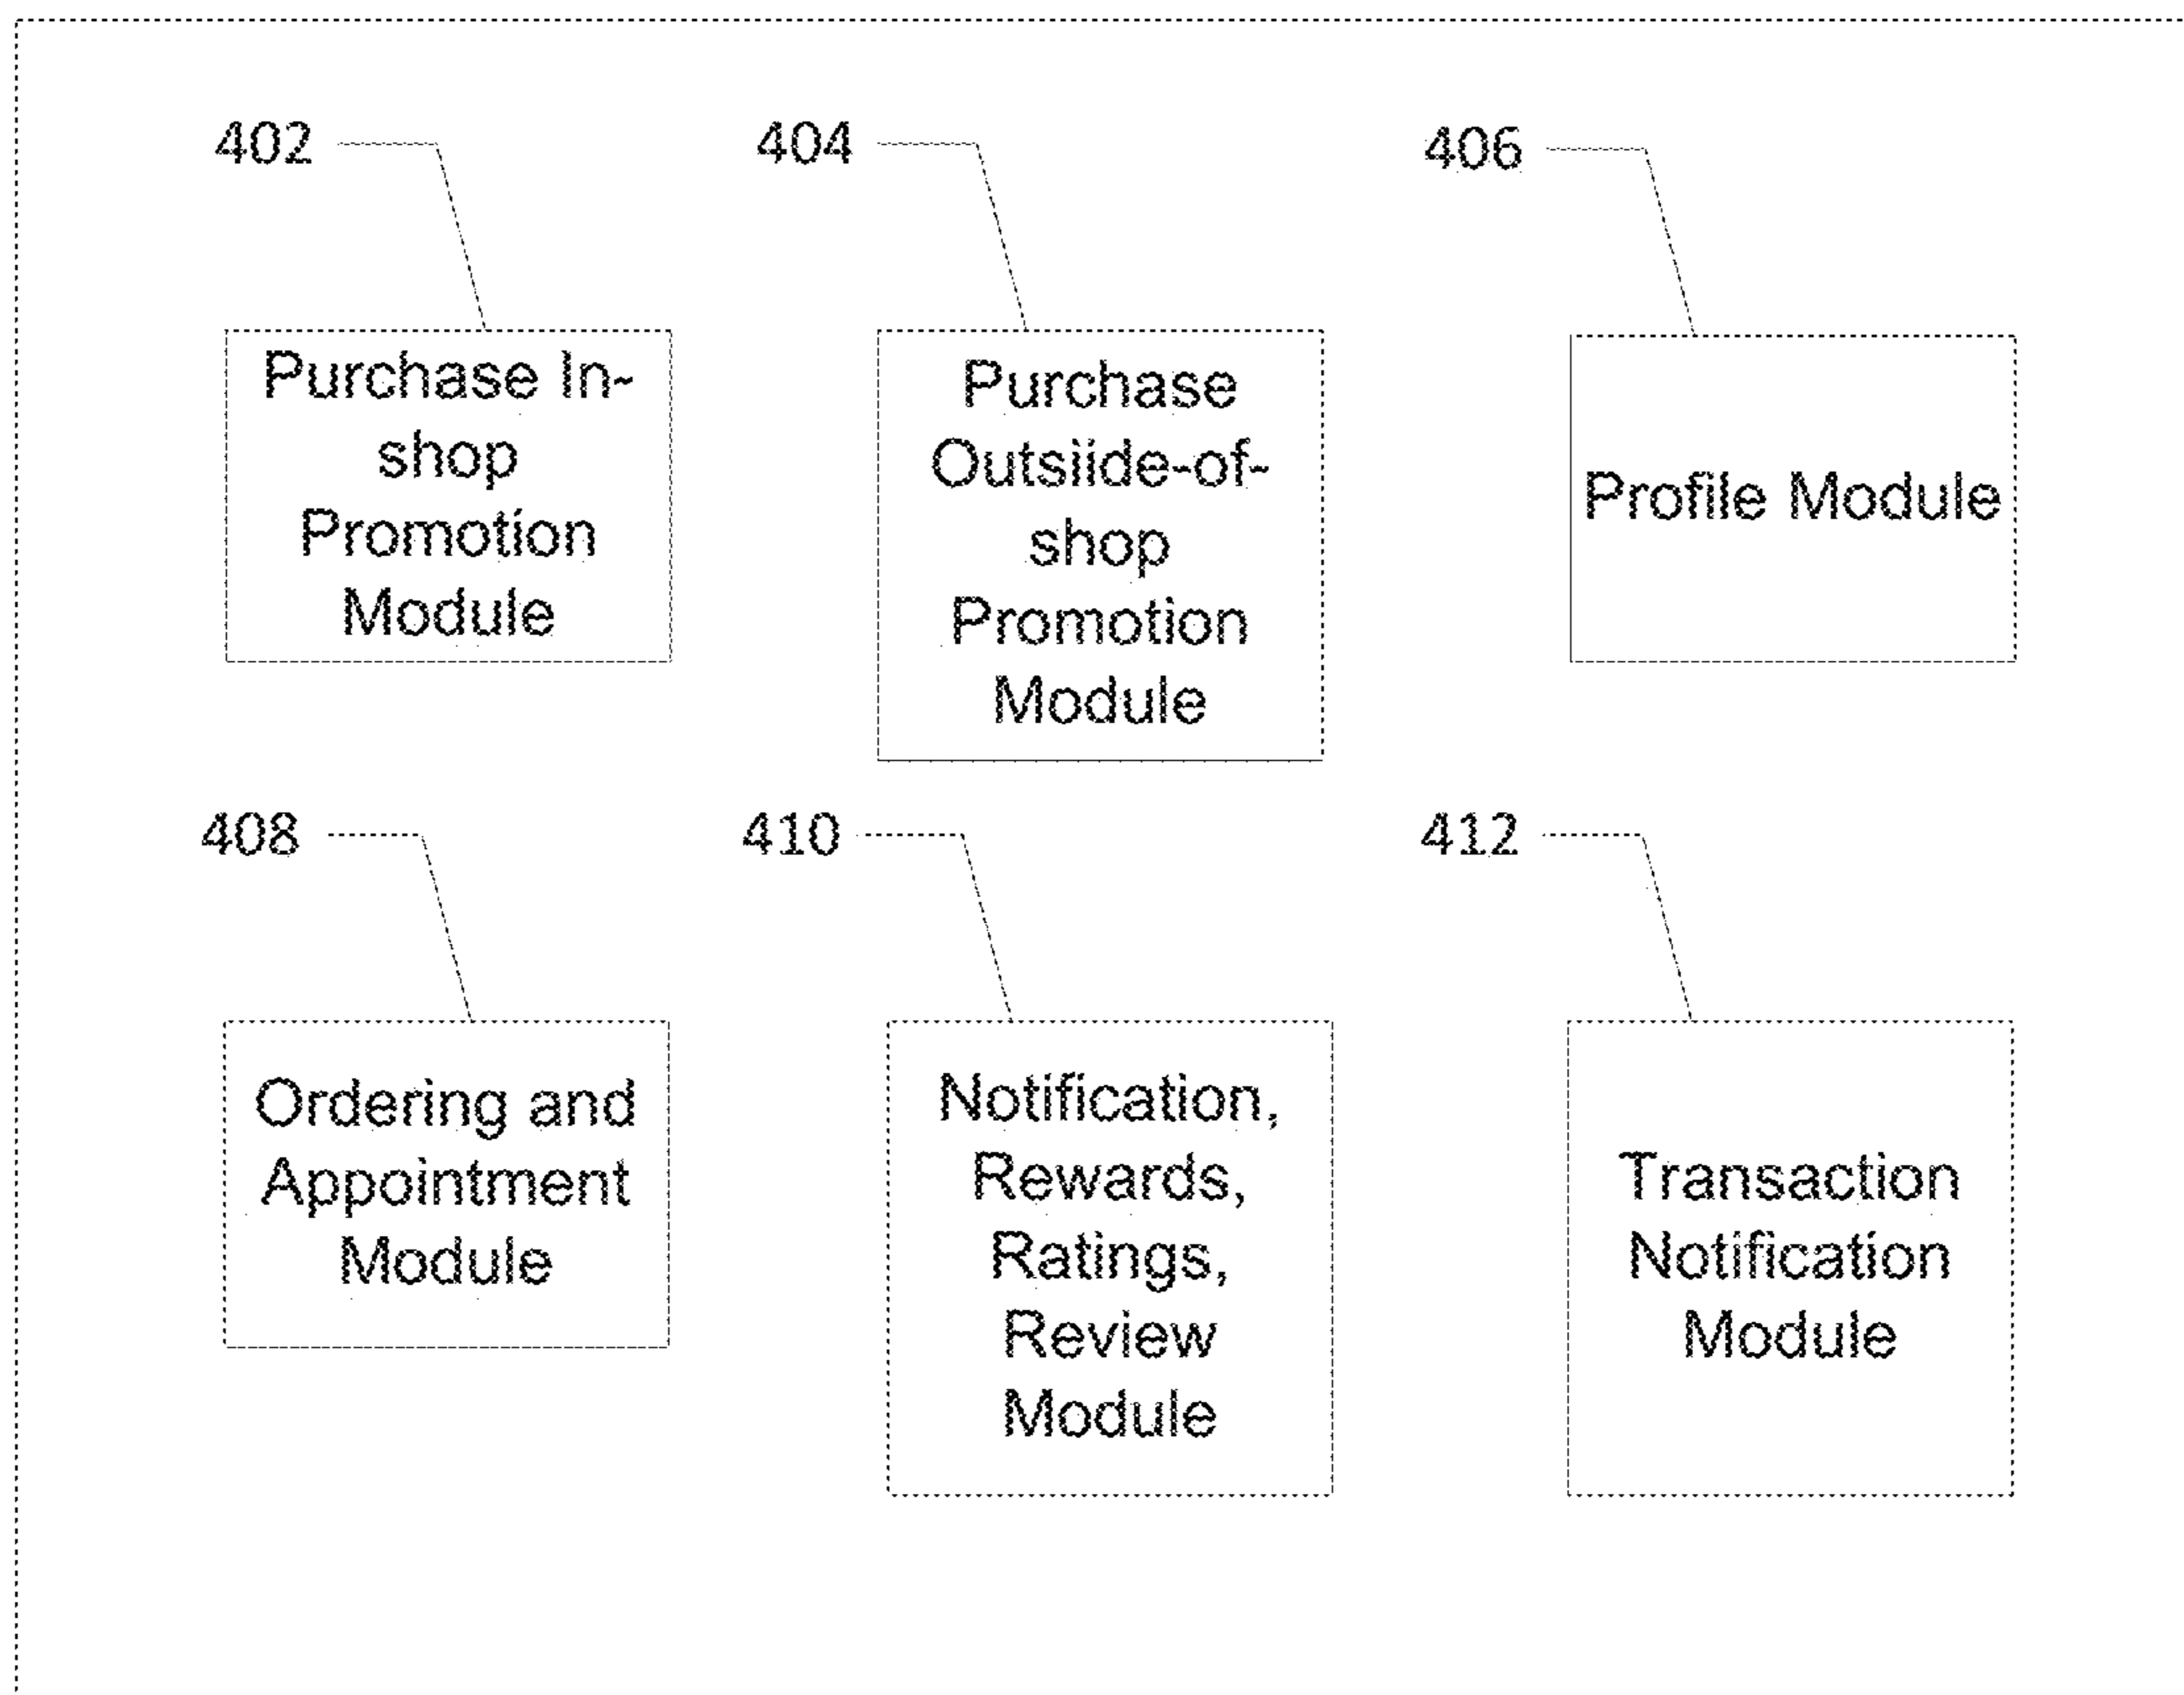 402
Purchase In-
shop
Promotion
Module
404
Purchase
Outsiide-of-
shop
Promotion
Module
406
Profile Module
408
Ordering and
Appointment
Module
410
Notification,
Rewards,
Ratings,
Review
Module
412
Transaction
Notification
Module